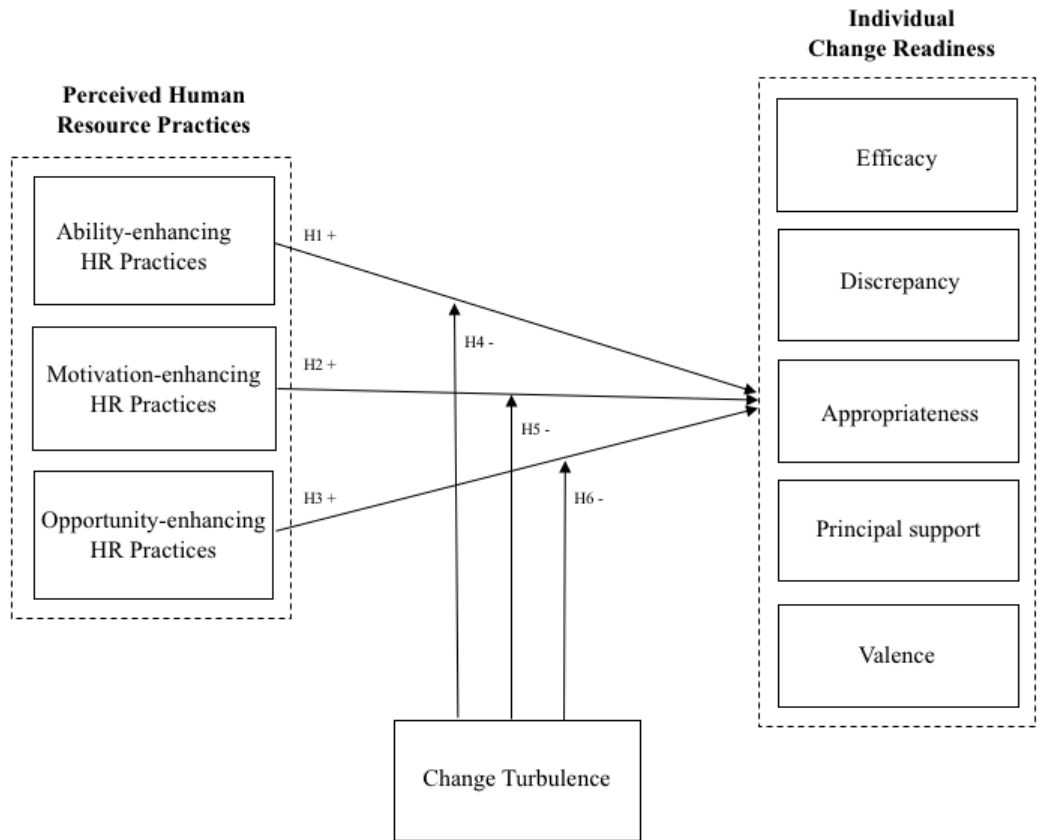 Individual
Change Readiness
Perceived Human
Resource Practices
Efficacy
Ability-enhancing
HR Practices
H1 +
Discrepancy
H4 -
Motivation-enhancing
HR Practices
H2 +
Appropriateness
H5 -
Opportunity-enhancing
HR Practices
H3 +
H6 -
Principal support
Valence
Change Turbulence